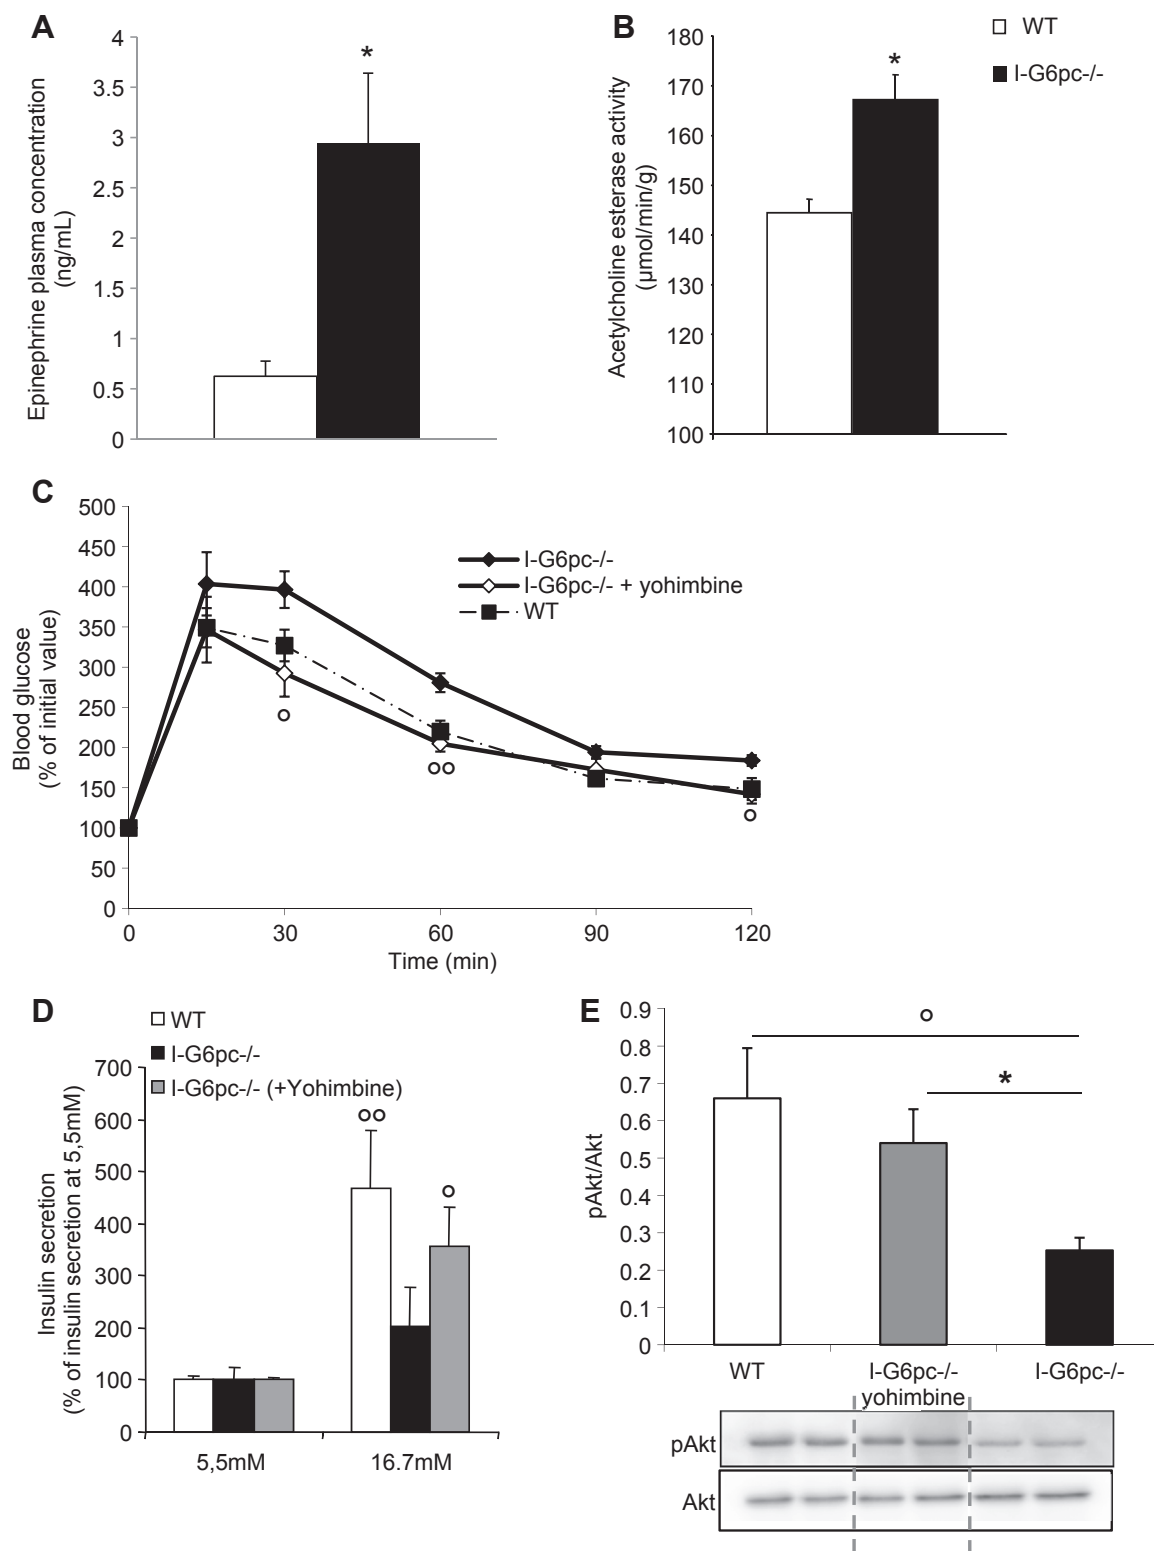 A
Epinephrine plasma concentration
(ng/mL)
4
3.5
3
2.5
2
1.5
1
0.5
0
*
B
Acetylcholine esterase activity
(µmol/min/g)
180
170
160
150
140
130
120
110
100
*
WT
I-G6pc-/-
C
Blood glucose
(% of initial value)
500
450
400
350
300
250
200
150
100
50
0
I-G6pc-/-
I-G6pc-/- + yohimbine
WT
0 30 60 90 120
Time (min)
D
WT
I-G6pc-/-
I-G6pc-/- (+Yohimbine)
Insulin secretion
(% of insulin secretion at 5,5mM)
700
600
500
400
300
200
100
0
5,5mM 16.7mM
E
pAkt/Akt
0.9
0.8
0.7
0.6
0.5
0.4
0.3
0.2
0.1
0
*
WT I-G6pc-/- I-G6pc-/-
yohimbine
pAkt
Akt